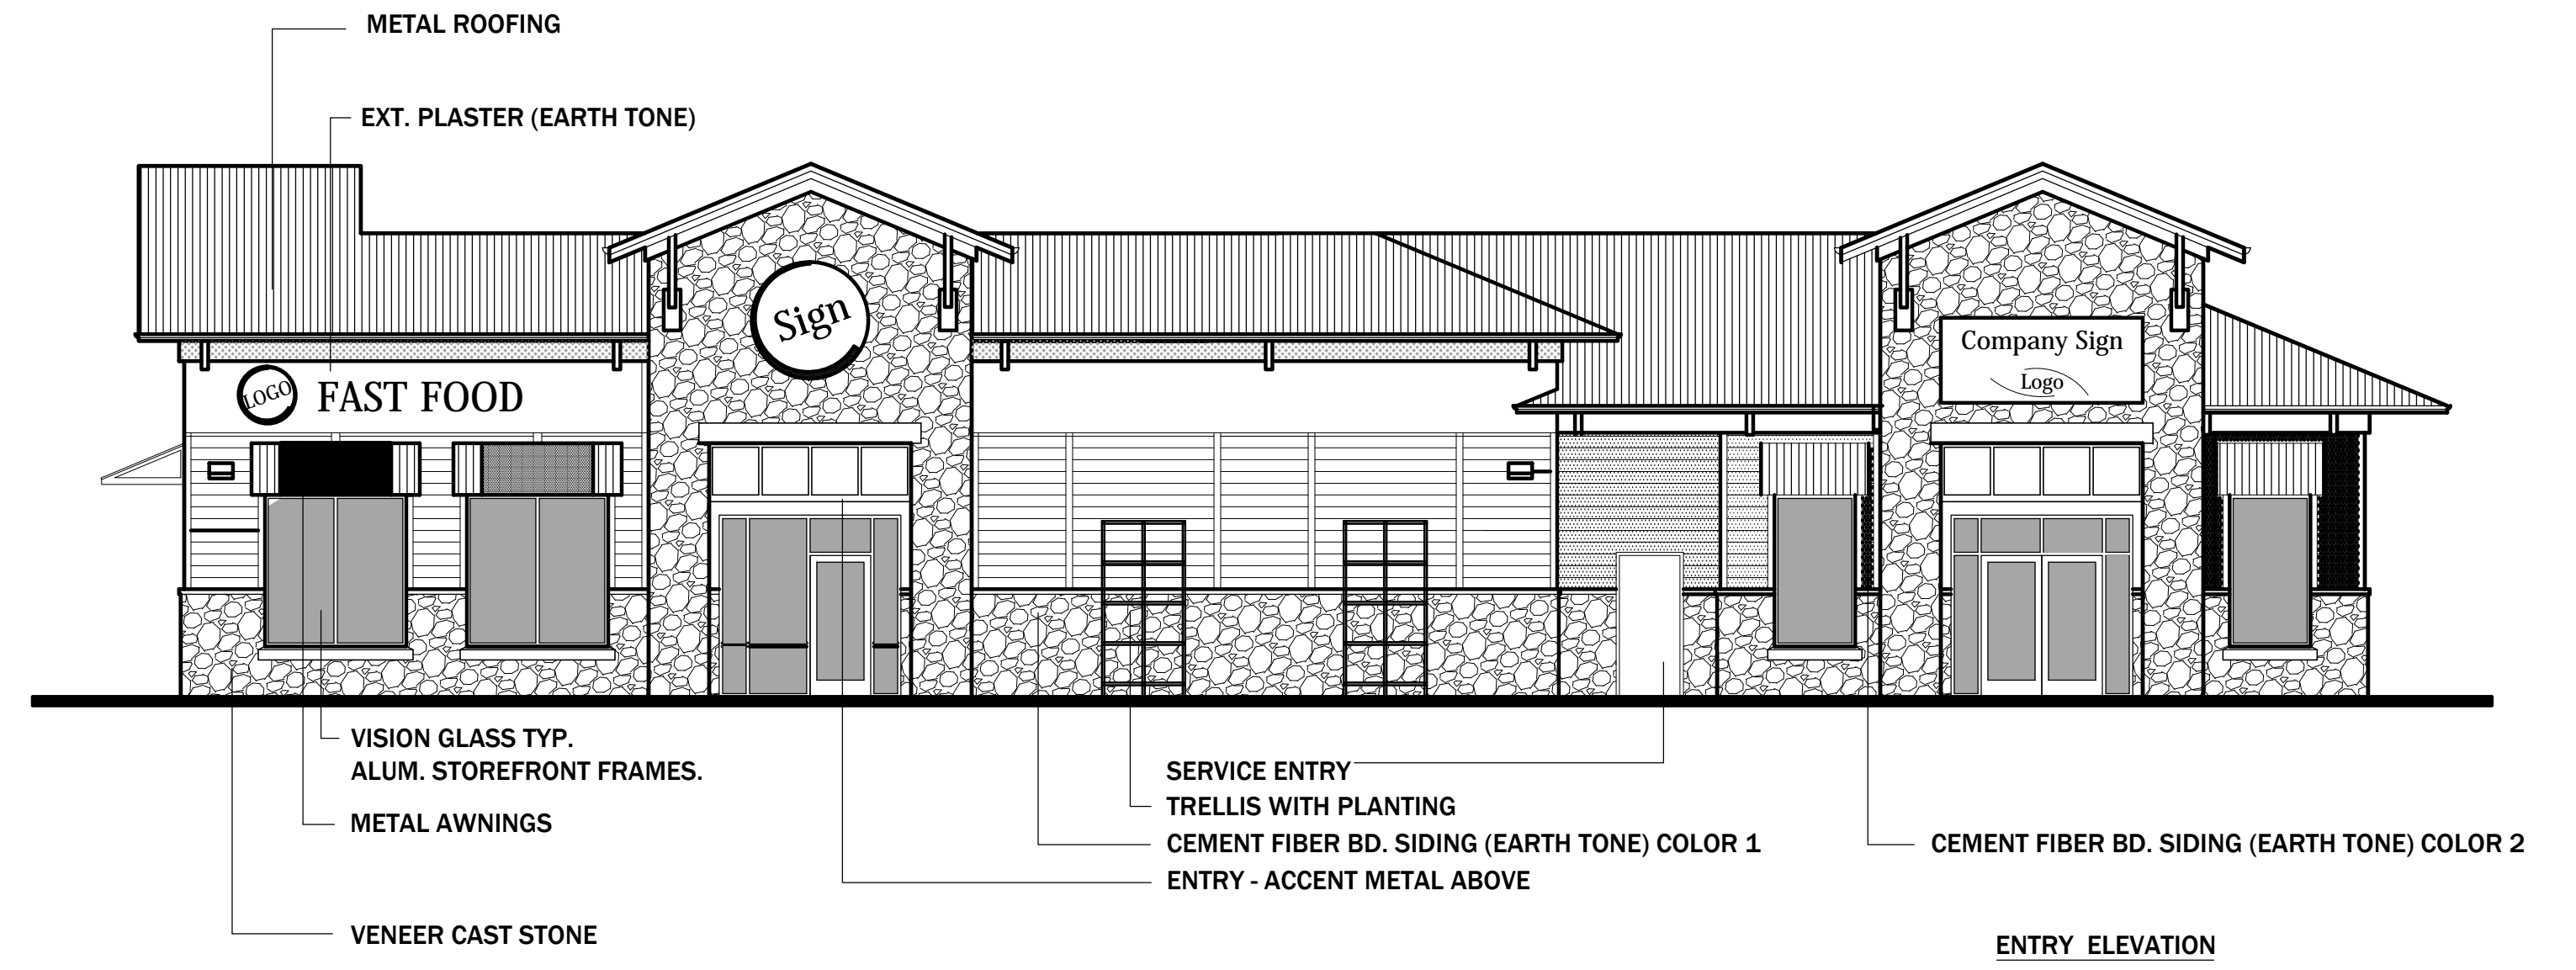 METAL ROOFING
EXT. PLASTER (EARTH TONE)
Sign
Company Sign
Logo
LOGO
FAST FOOD
VISION GLASS TYP.
ALUM. STOREFRONT FRAMES.
METAL AWNINGS
VENEER CAST STONE
SERVICE ENTRY
TRELLIS WITH PLANTING
CEMENT FIBER BD. SIDING (EARTH TONE) COLOR 1
ENTRY - ACCENT METAL ABOVE
CEMENT FIBER BD. SIDING (EARTH TONE) COLOR 2
ENTRY ELEVATION